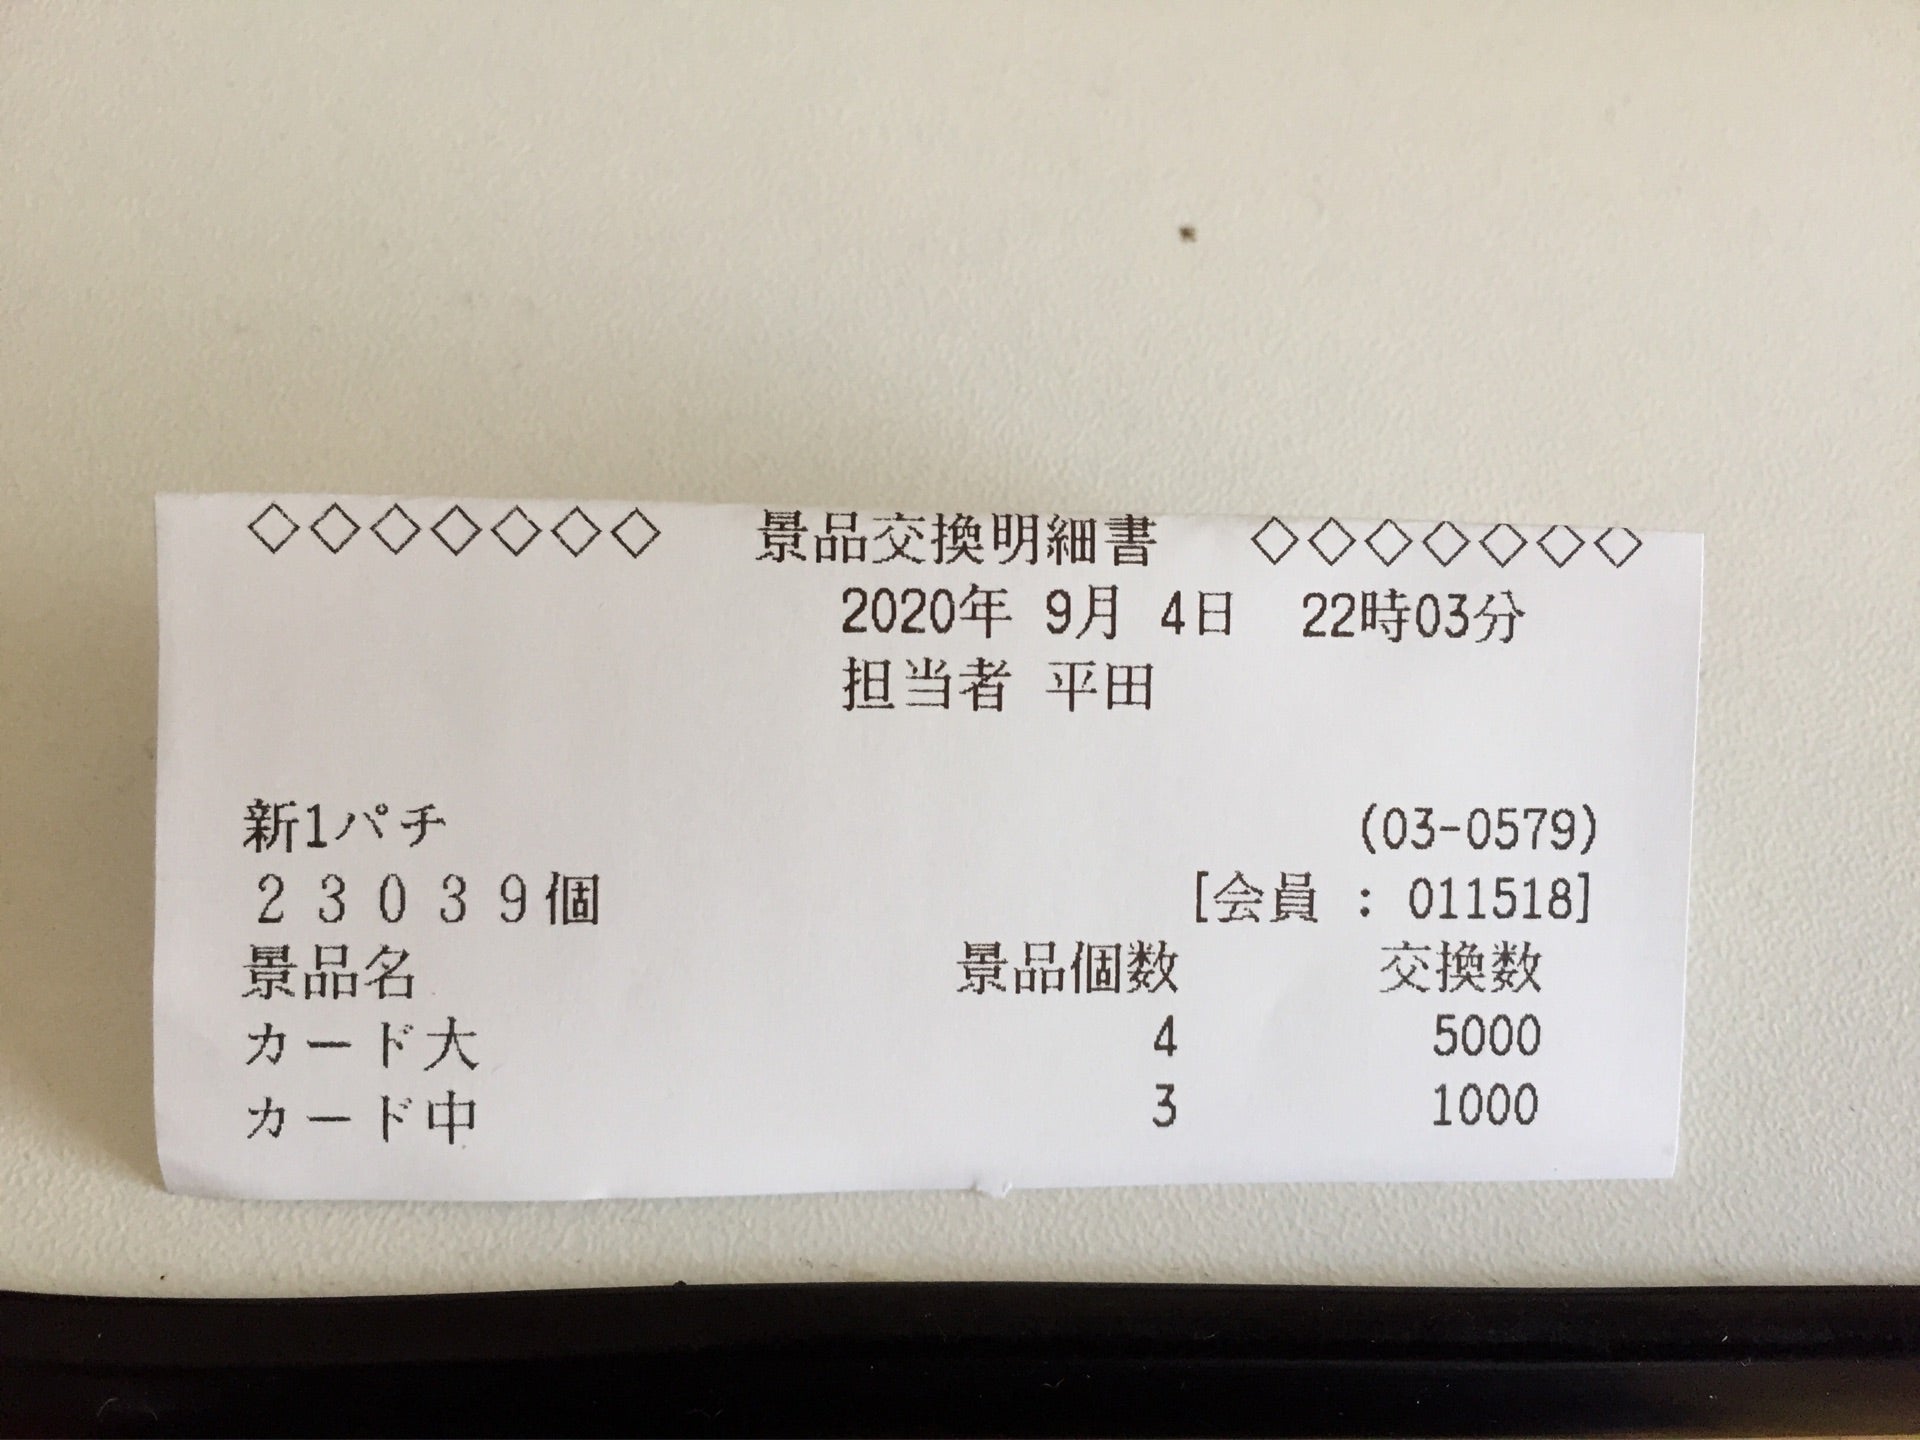 ◇◇◇◇◇◇◇ 景品交換明細書 ◇◇◇◇◇◇◇
2020年 9月 4日 22時03分
担当者 平田
新1パチ (03-0579)
23039個 [会員 : 011518]
景品名 景品個数 交換数
カード大 4 5000
カード中 3 1000